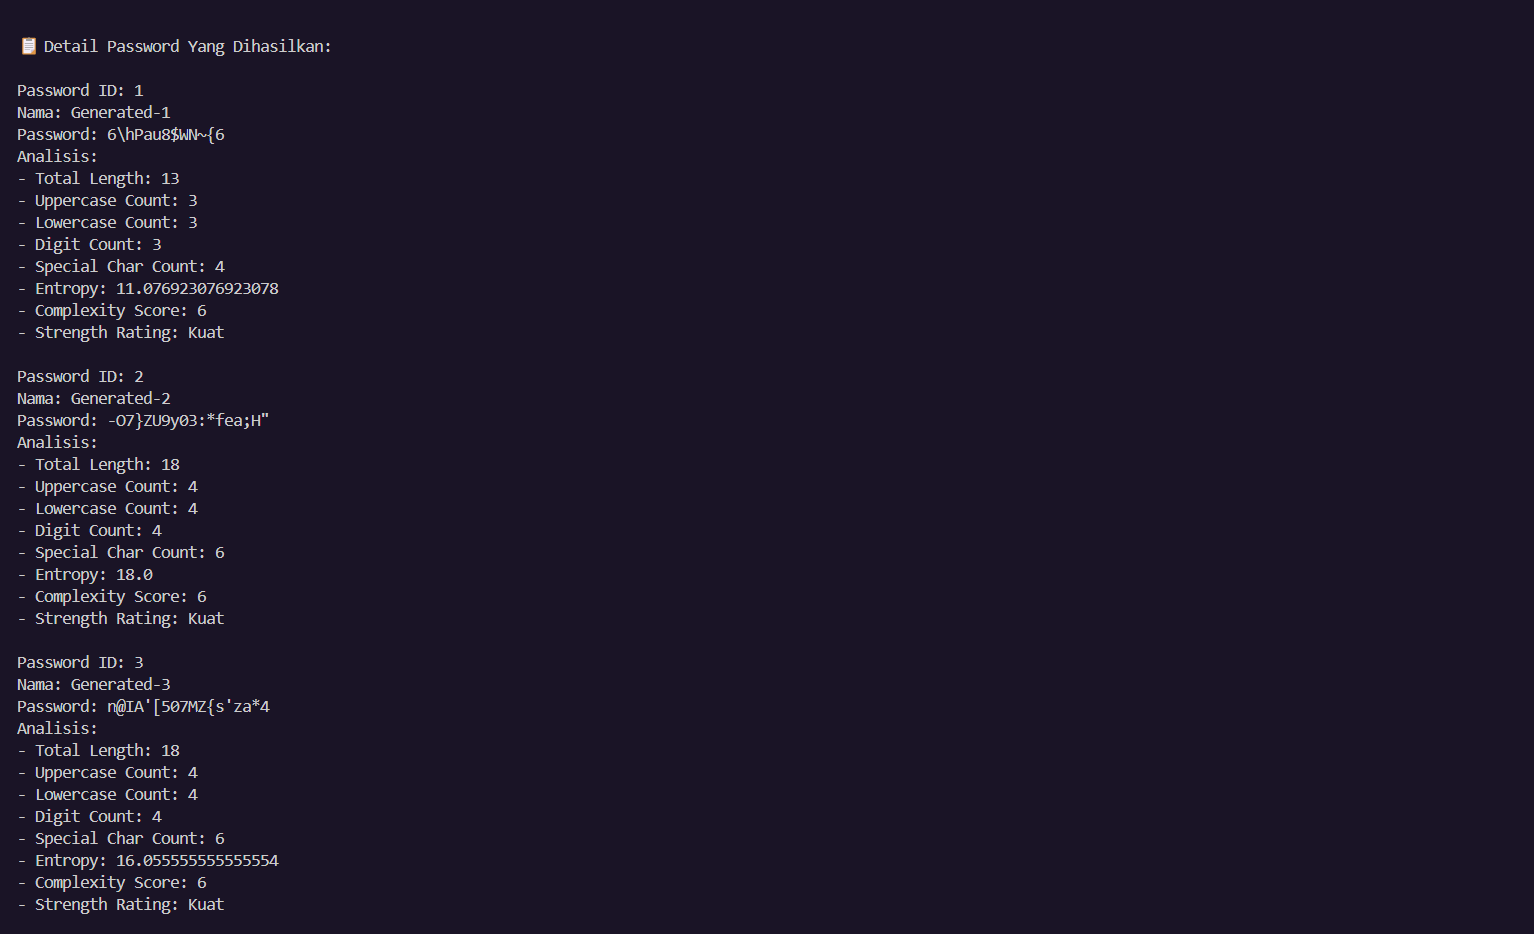 📋 Detail Password Yang Dihasilkan:
Password ID: 1
Nama: Generated-1
Password: 6\hPau8$WN~{6
Analisis:
- Total Length: 13
- Uppercase Count: 3
- Lowercase Count: 3
- Digit Count: 3
- Special Char Count: 4
- Entropy: 11.076923076923078
- Complexity Score: 6
- Strength Rating: Kuat
Password ID: 2
Nama: Generated-2
Password: -O7}ZU9y03:*fea;H"
Analisis:
- Total Length: 18
- Uppercase Count: 4
- Lowercase Count: 4
- Digit Count: 4
- Special Char Count: 6
- Entropy: 18.0
- Complexity Score: 6
- Strength Rating: Kuat
Password ID: 3
Nama: Generated-3
Password: n@IA'[507MZ{s'za*4
Analisis:
- Total Length: 18
- Uppercase Count: 4
- Lowercase Count: 4
- Digit Count: 4
- Special Char Count: 6
- Entropy: 16.055555555555554
- Complexity Score: 6
- Strength Rating: Kuat